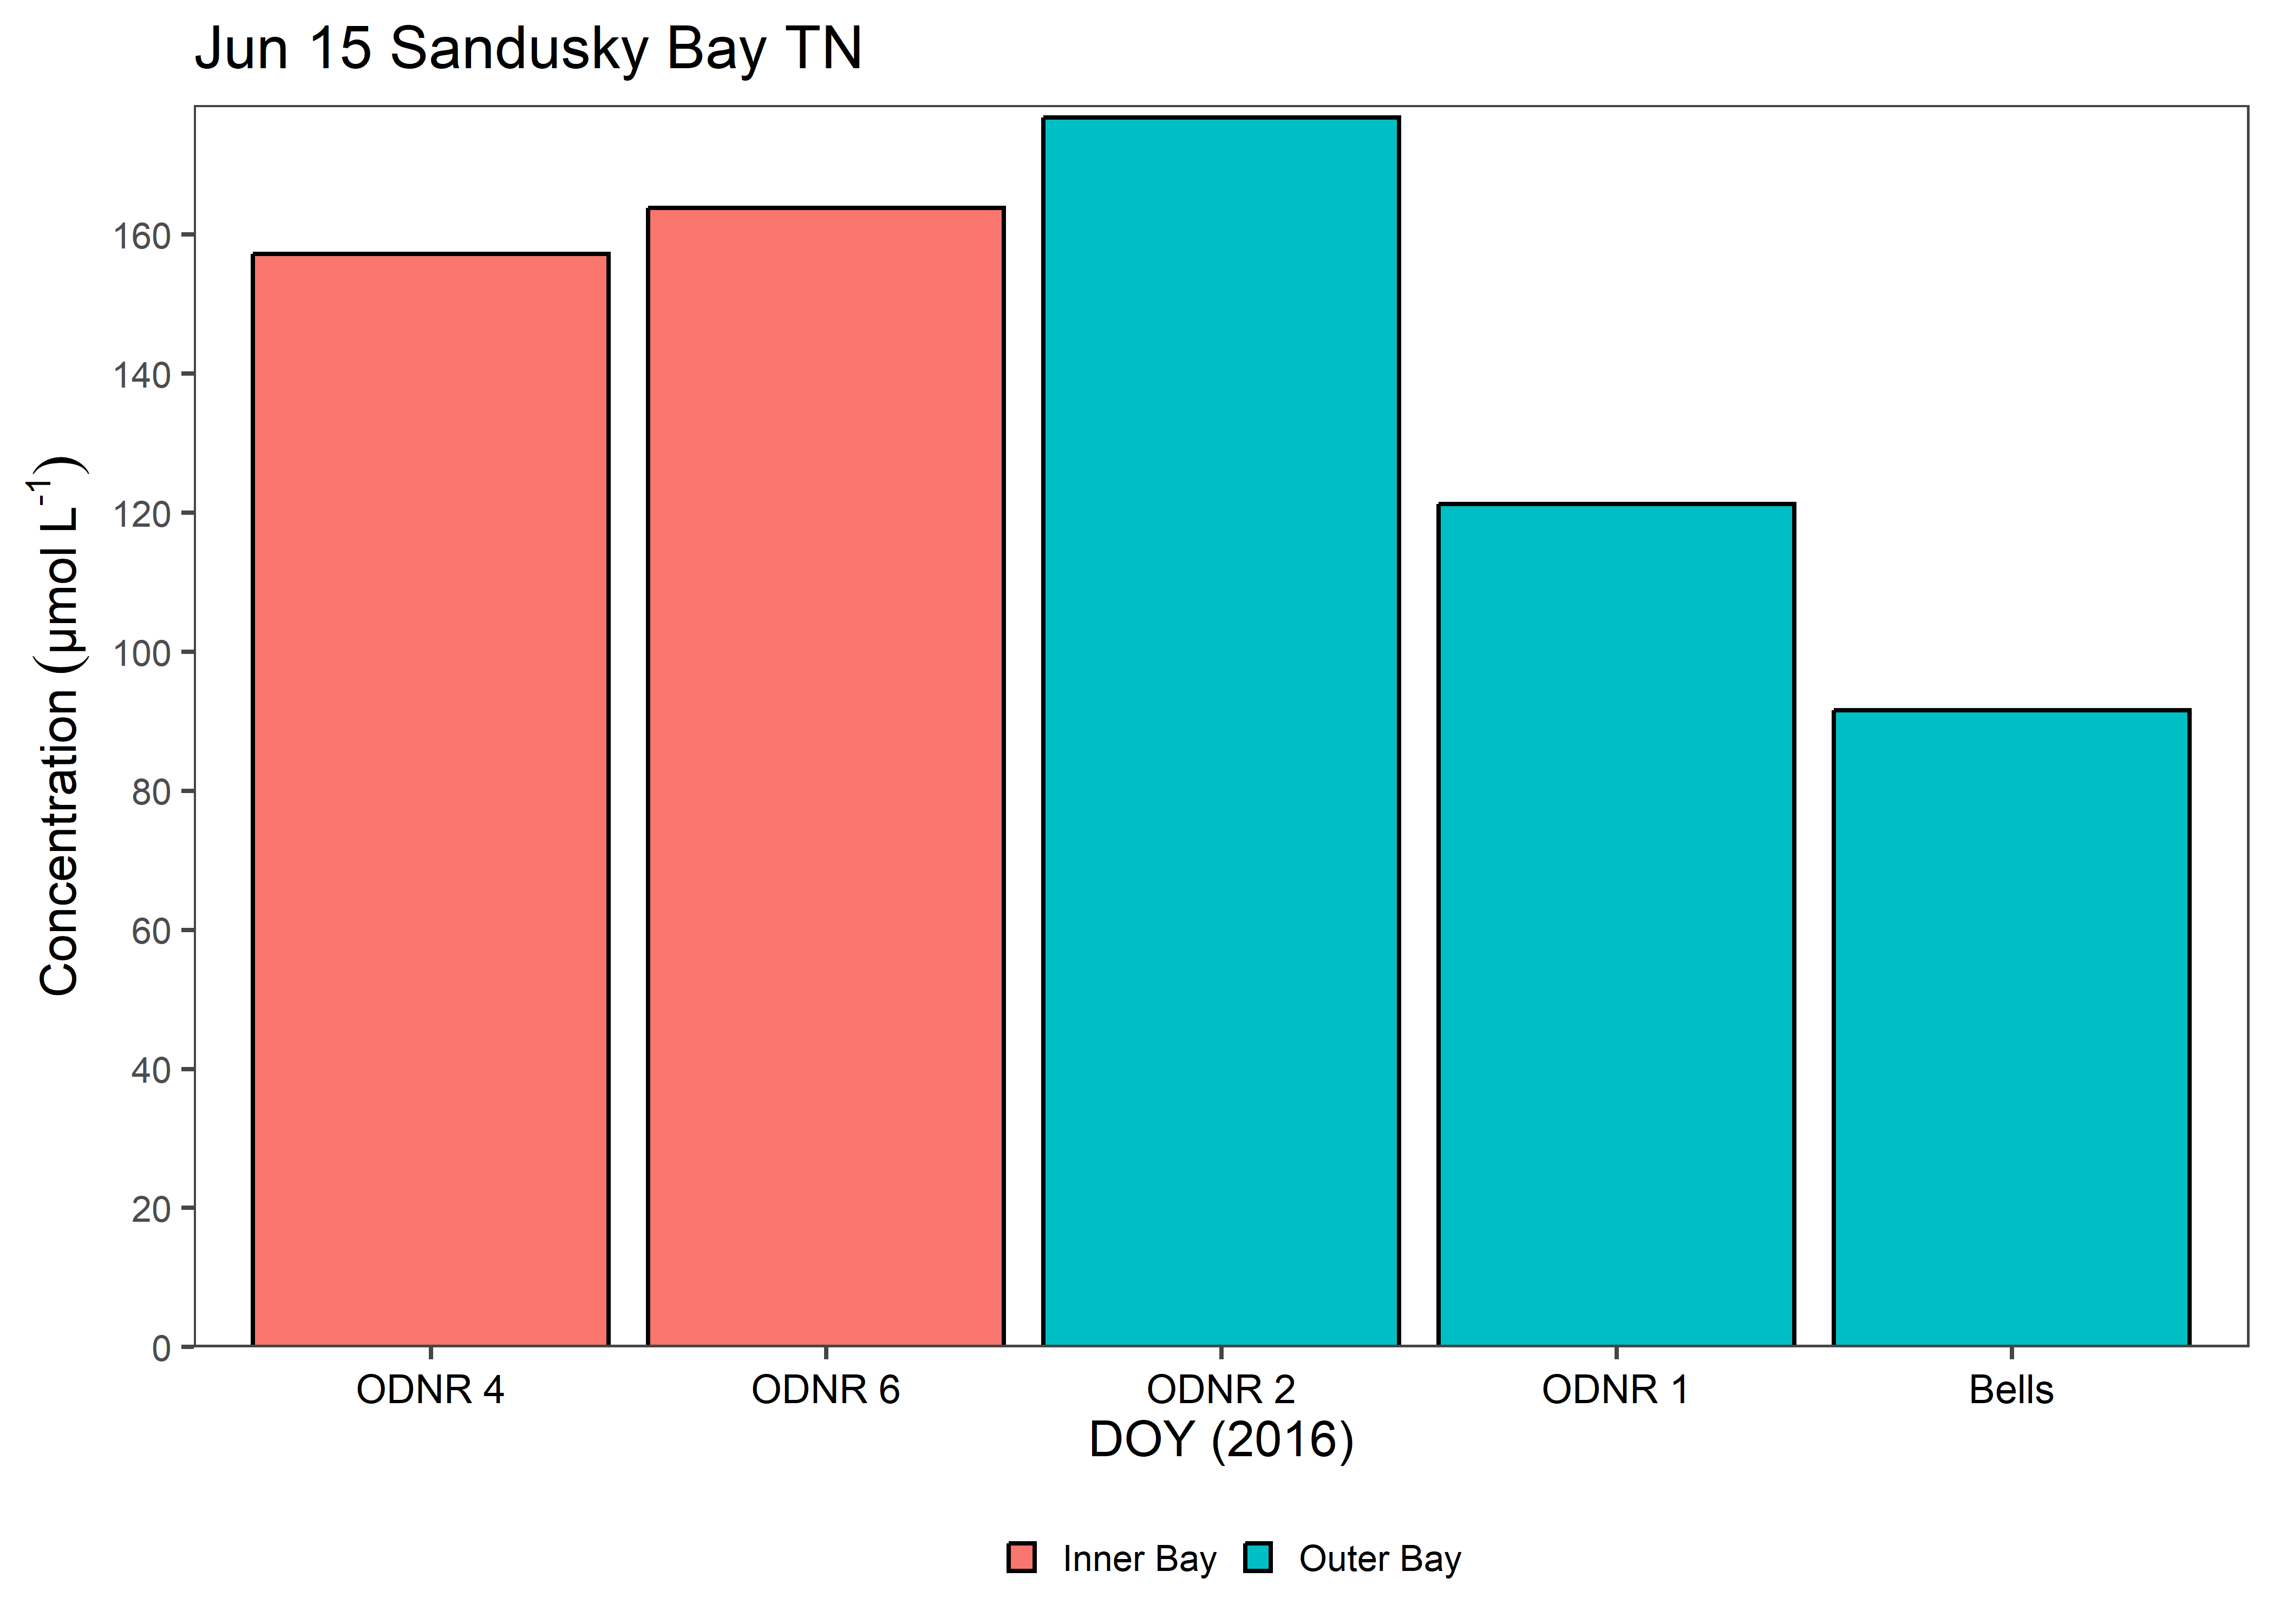 Jun 15 Sandusky Bay TN
Concentration (µmol L⁻¹)
160
140
120
100
80
60
40
20
0
ODNR 4 ODNR 6 ODNR 2 ODNR 1 Bells
DOY (2016)
Inner Bay Outer Bay